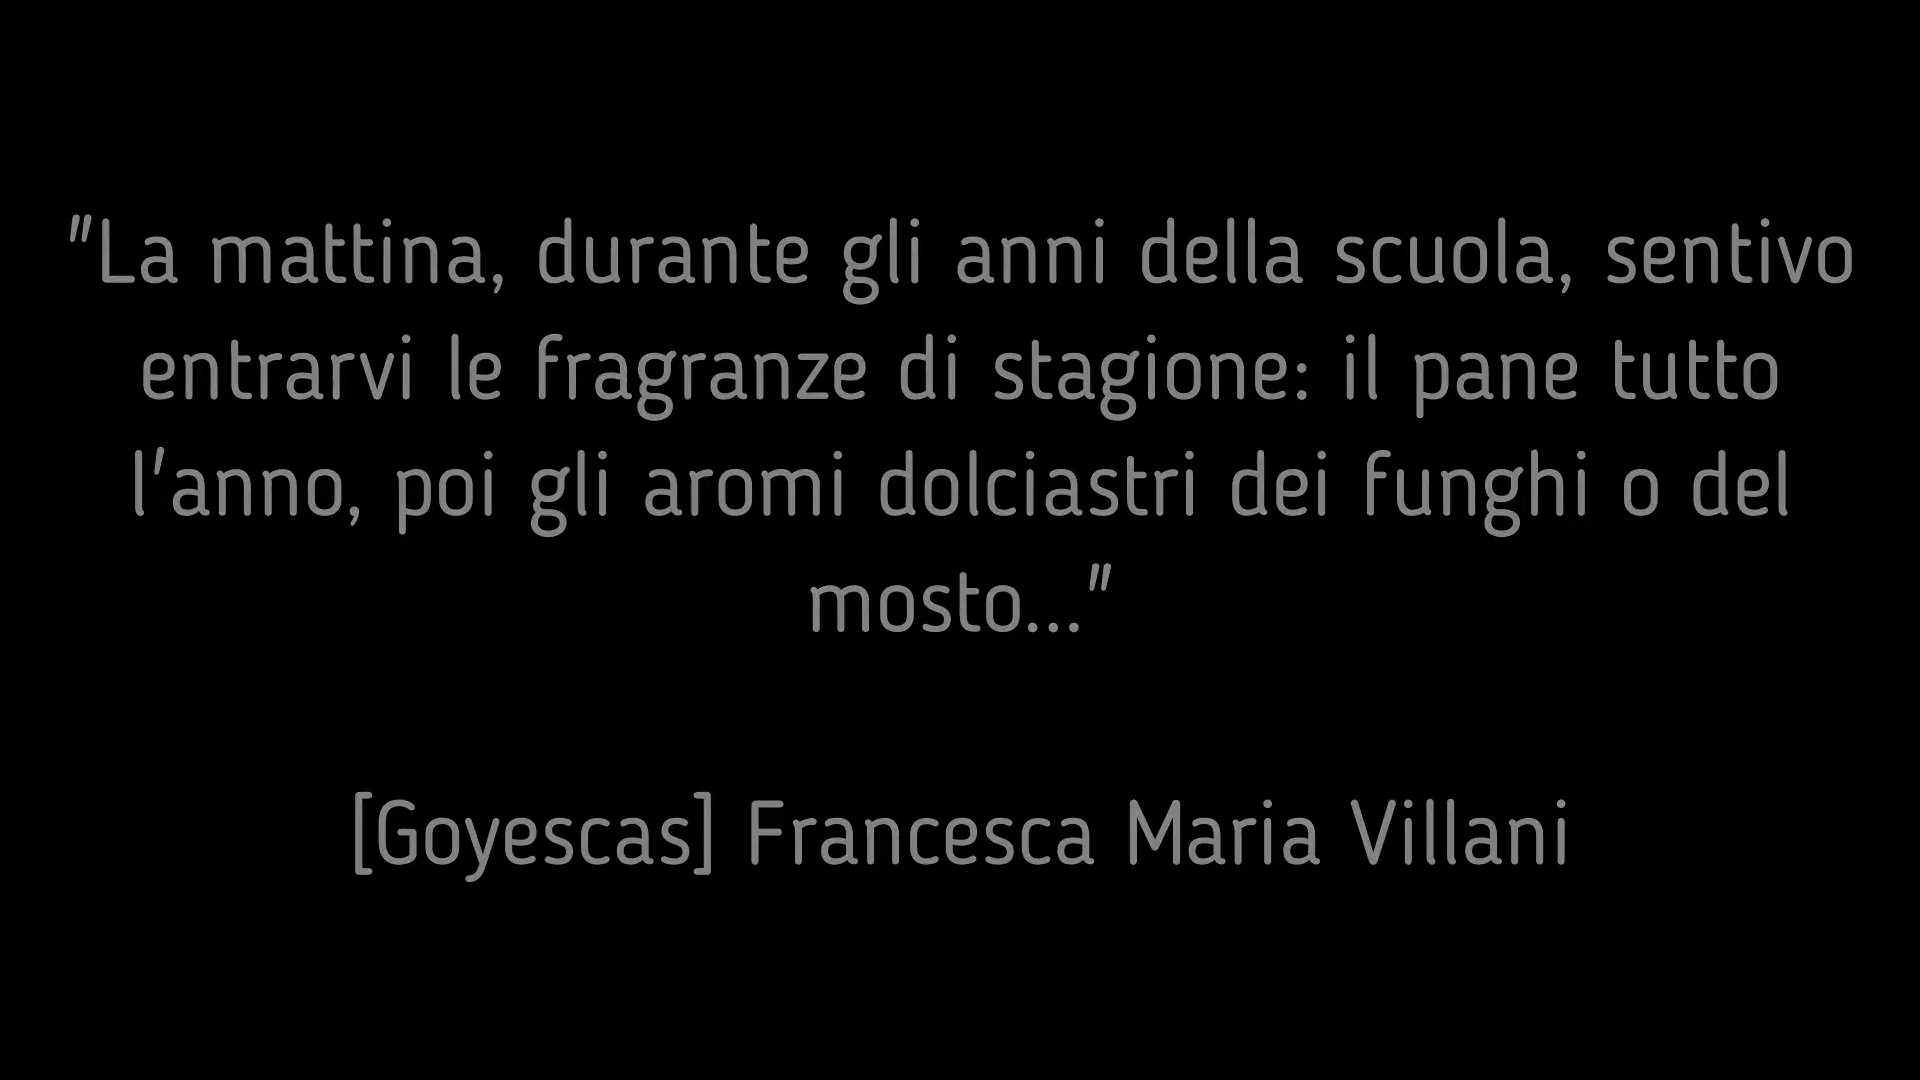 "La mattina, durante gli anni della scuola, sentivo
entrarvi le fragranze di stagione: il pane tutto
l'anno, poi gli aromi dolciastri dei funghi o del
mosto..."
[Goyescas] Francesca Maria Villani